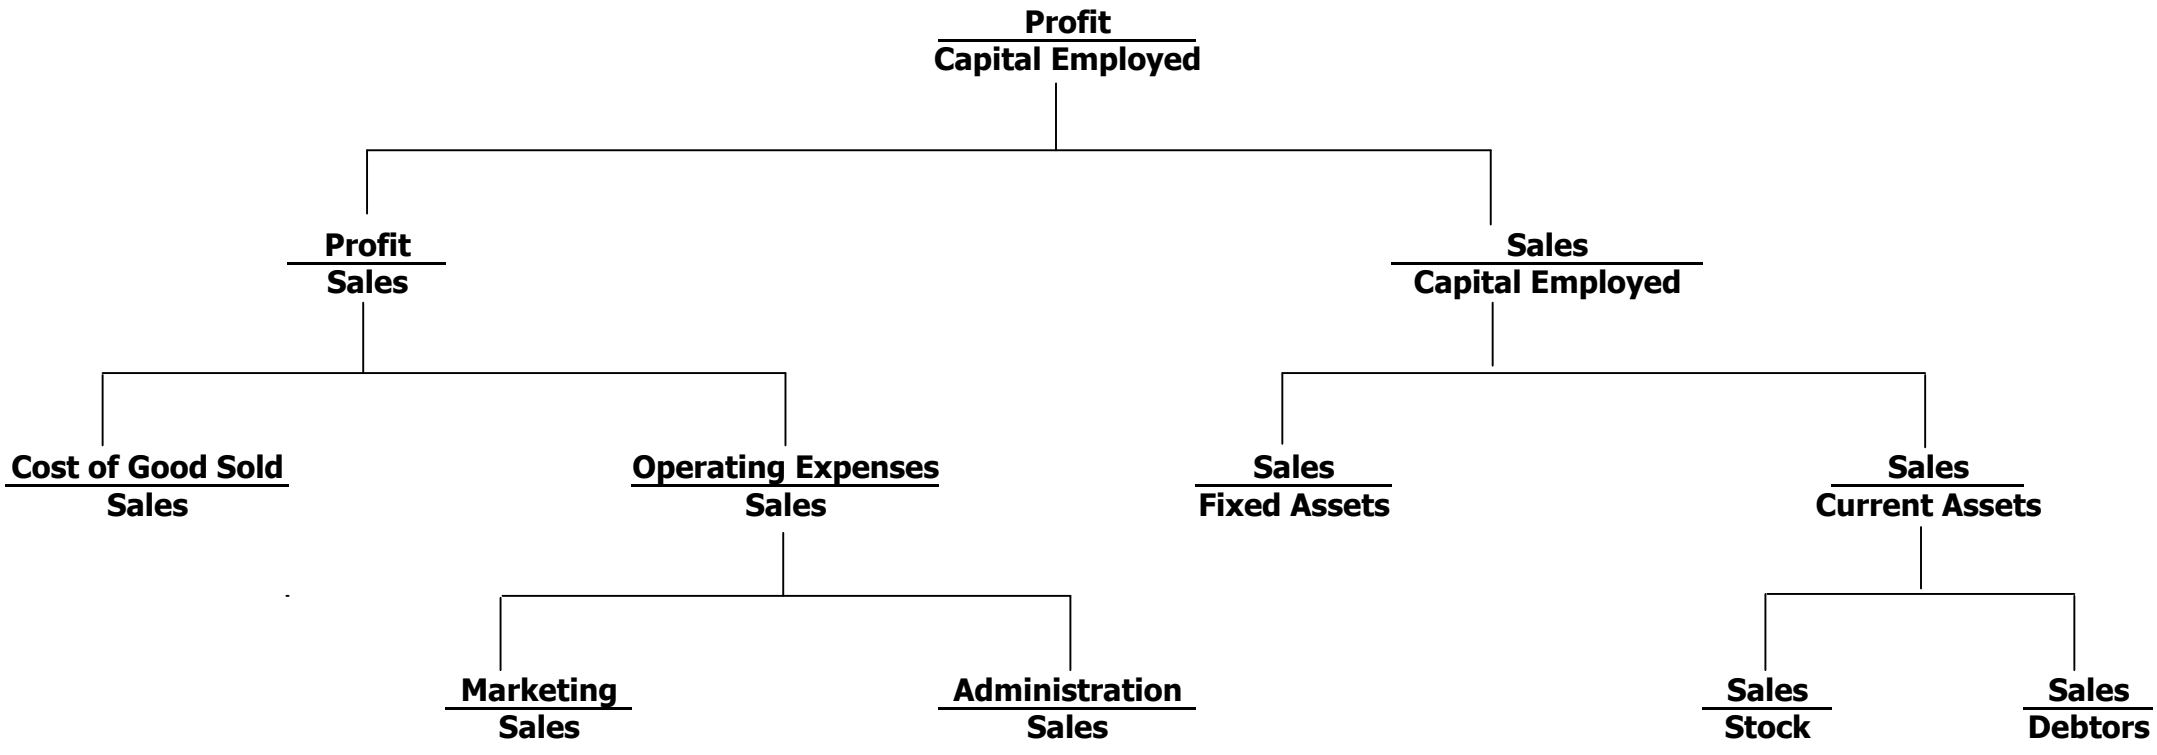 Profit
Capital Employed
Profit
Sales
Sales
Capital Employed
Cost of Good Sold
Sales
Operating Expenses
Sales
Sales
Fixed Assets
Sales
Current Assets
Marketing
Sales
Administration
Sales
Sales
Stock
Sales
Debtors